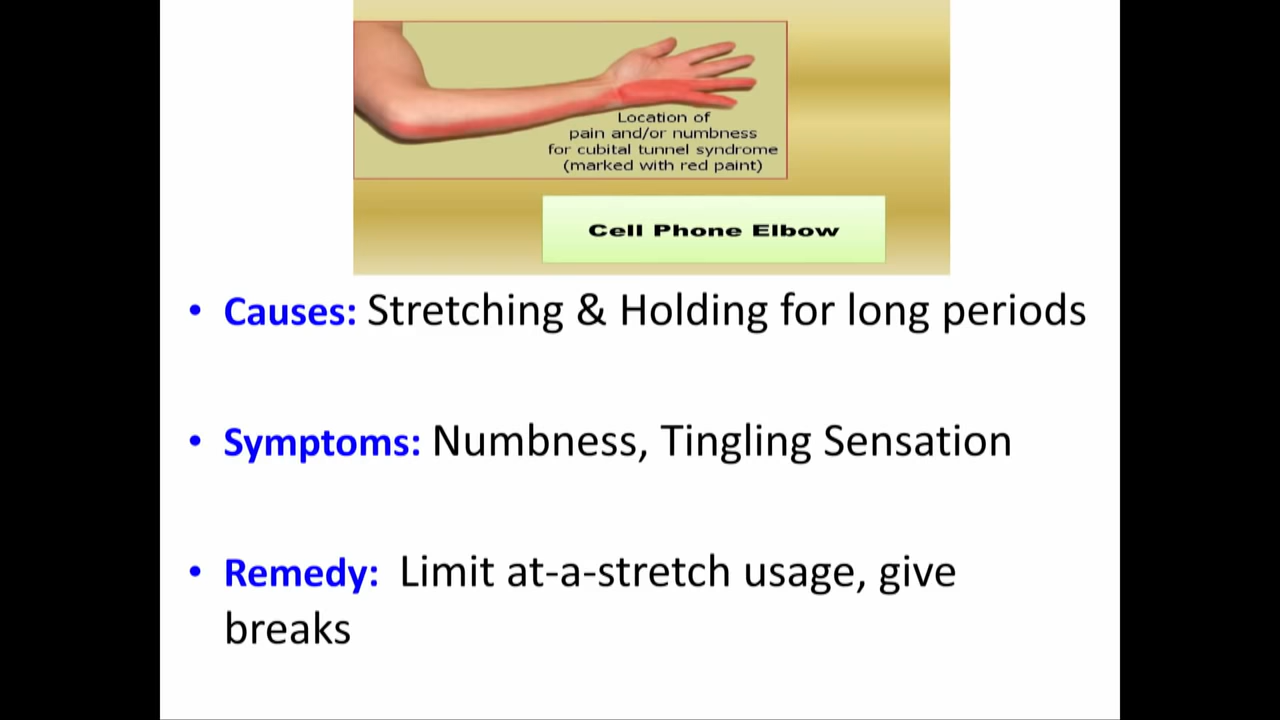 Location of
pain and/or numbness
for cubital tunnel syndrome
(marked with red paint)
Cell Phone Elbow
• Causes: Stretching & Holding for long periods
• Symptoms: Numbness, Tingling Sensation
• Remedy: Limit at-a-stretch usage, give
breaks